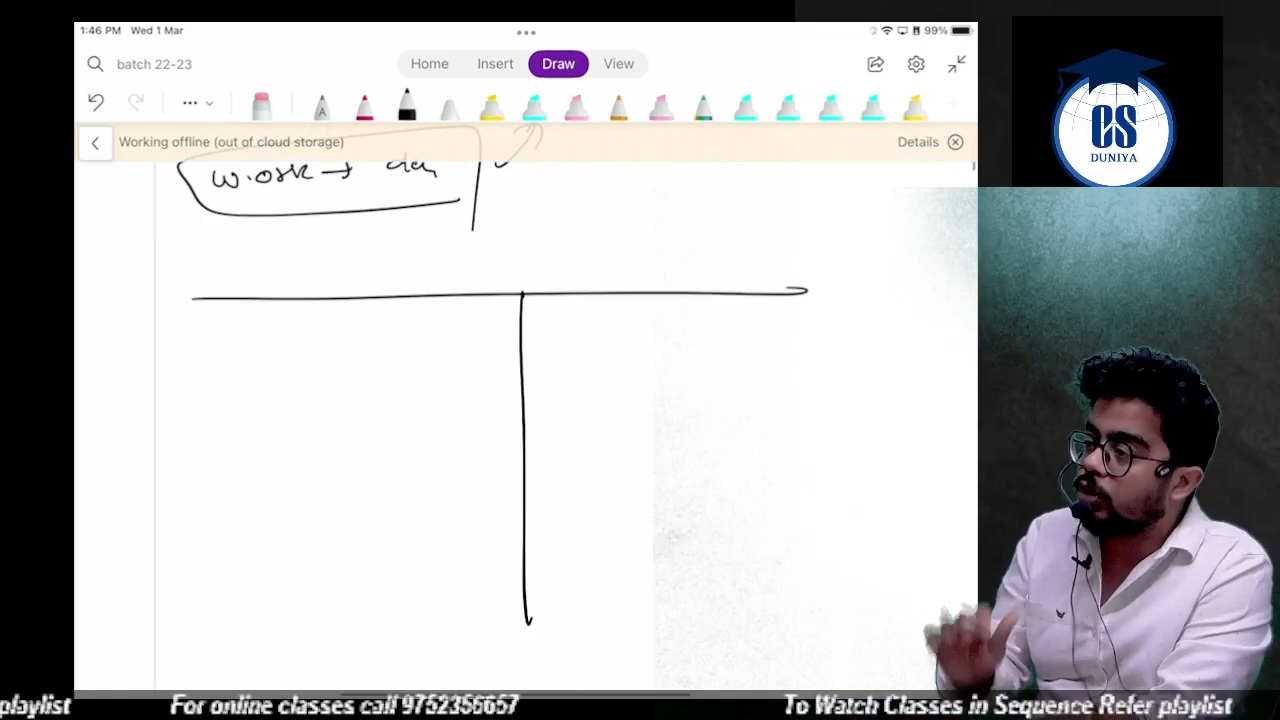 1:46 PM Wed 1 Mar
99%
batch 22-23
Home Insert Draw View
Working offline (out of cloud storage)
Details
work →
CS
DUNIYA
playlist For online classes call 9752356657 To Watch Classes in Sequence Refer playlist